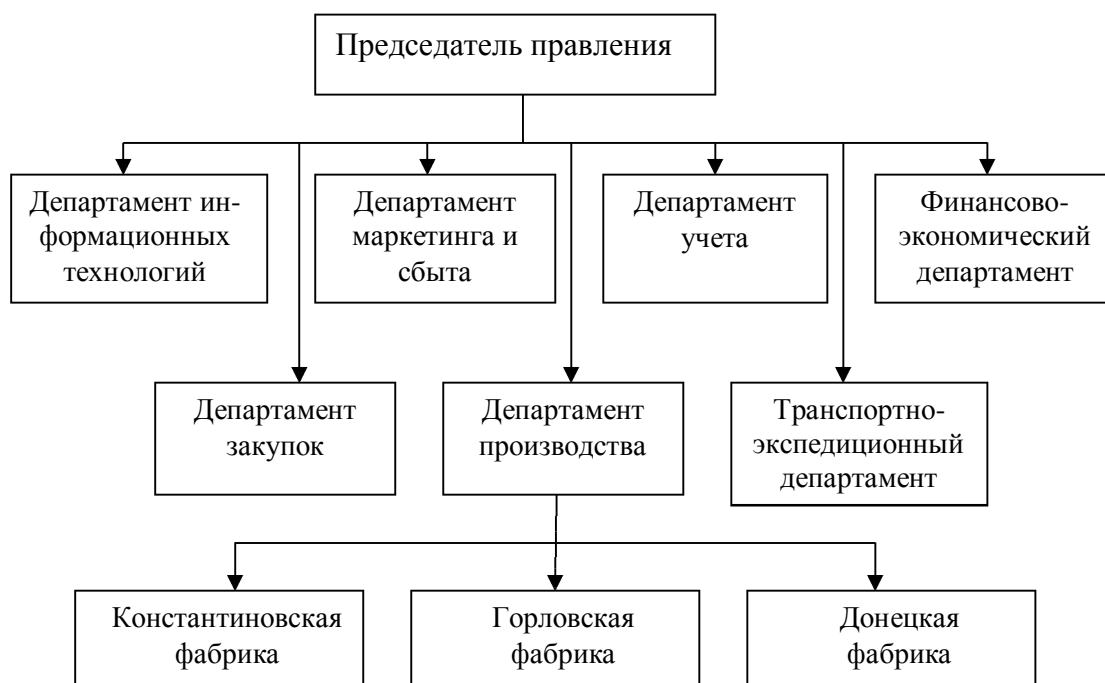 Председатель правления
Департамент ин-
формационных
технологий
Департамент
маркетинга и
сбыта
Департамент
учета
Финансово-
экономический
департамент
Департамент
закупок
Департамент
производства
Транспортно-
экспедиционный
департамент
Константиновская
фабрика
Горловская
фабрика
Донецкая
фабрика